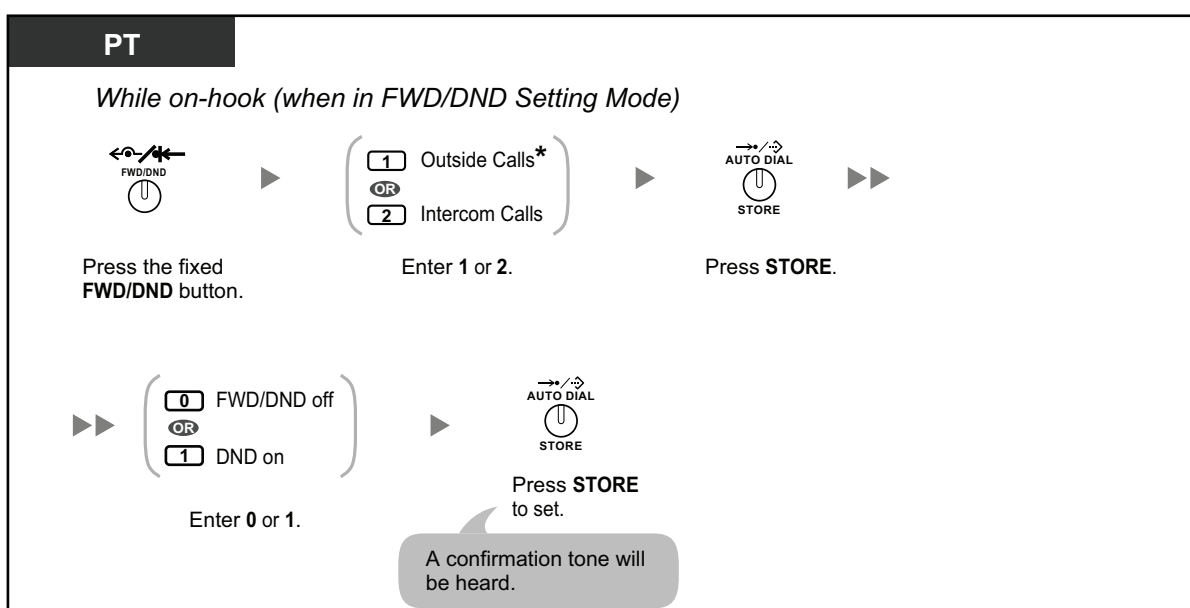 PT
While on-hook (when in FWD/DND Setting Mode)
FWD/DND
Press the fixed
FWD/DND button.
1 Outside Calls*
OR
2 Intercom Calls
Enter 1 or 2.
AUTO DIAL
STORE
Press STORE.
0 FWD/DND off
OR
1 DND on
Enter 0 or 1.
AUTO DIAL
STORE
Press STORE
to set.
A confirmation tone will
be heard.